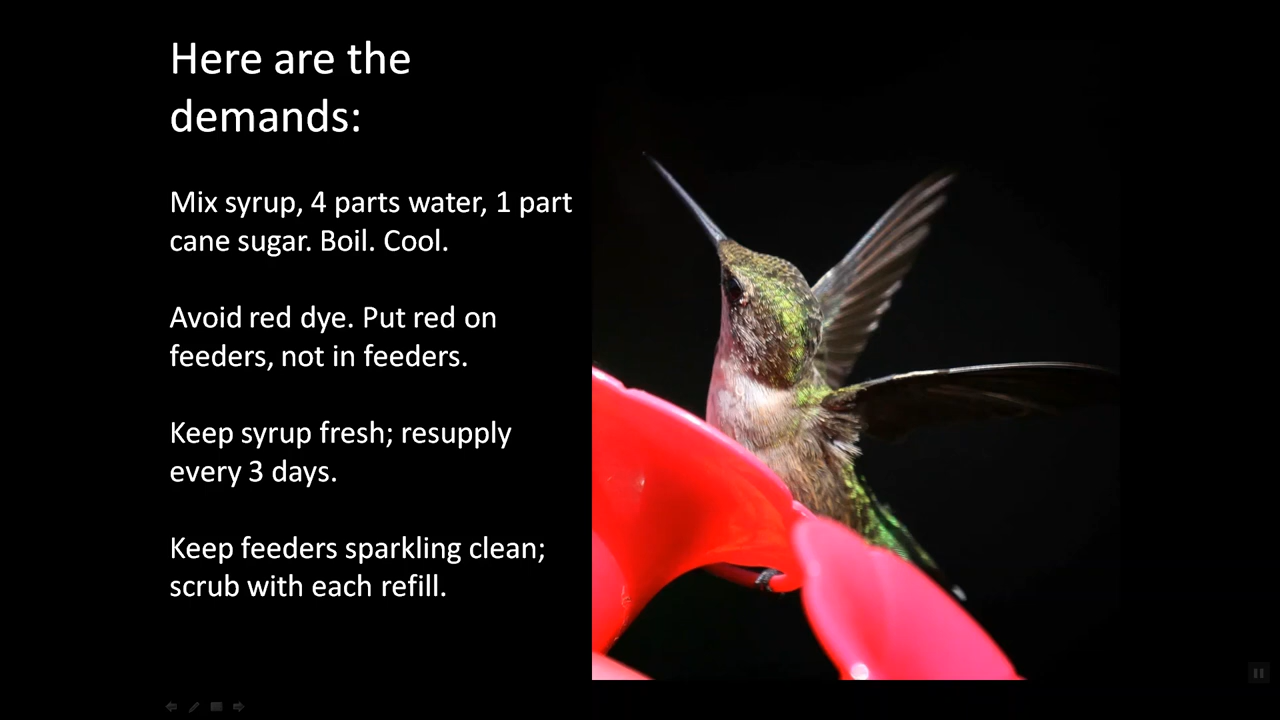 Here are the
demands:
Mix syrup, 4 parts water, 1 part
cane sugar. Boil. Cool.
Avoid red dye. Put red on
feeders, not in feeders.
Keep syrup fresh; resupply
every 3 days.
Keep feeders sparkling clean;
scrub with each refill.